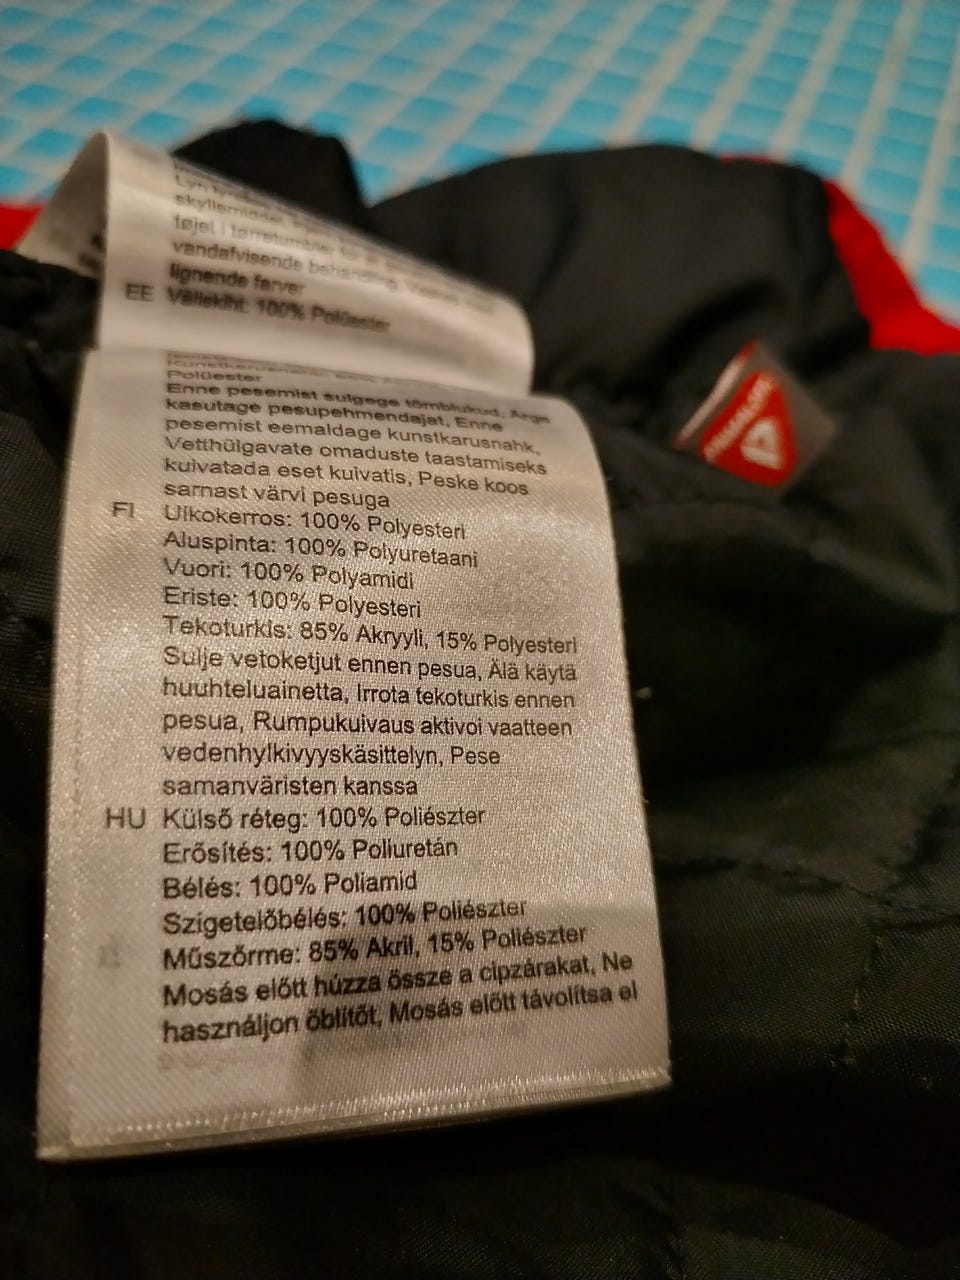 Lyn
skyllemiddel
tøjet i tørretumbler for
vandafvisende behandling
lignende farver
EE Väliskiht: 100% Polüester
Polüester
Enne pesemist sulgege tõmblukud, Ärge
kasutage pesupehmendajat, Enne
pesemist eemaldage kunstkarusnahk,
Vetthülgavate omaduste taastamiseks
kuivatada eset kuivatis, Peske koos
sarnast värvi pesuga
FI Ulkokerros: 100% Polyesteri
Aluspinta: 100% Polyuretaani
Vuori: 100% Polyamidi
Eriste: 100% Polyesteri
Tekoturkis: 85% Akryyli, 15% Polyesteri
Sulje vetoketjut ennen pesua, Älä käytä
huuhteluainetta, Irrota tekoturkis ennen
pesua, Rumpukuivaus aktivoi vaatteen
vedenhylkivyyskäsittelyn, Pese
samanväristen kanssa
HU Külső réteg: 100% Poliészter
Erősítés: 100% Poliuretán
Bélés: 100% Poliamid
Szigetelőbélés: 100% Poliészter
Műszőrme: 85% Akril, 15% Poliészter
Mosás előtt húzza össze a cipzárakat, Ne
használjon öblítőt, Mosás előtt távolítsa el
PRIMALOFT